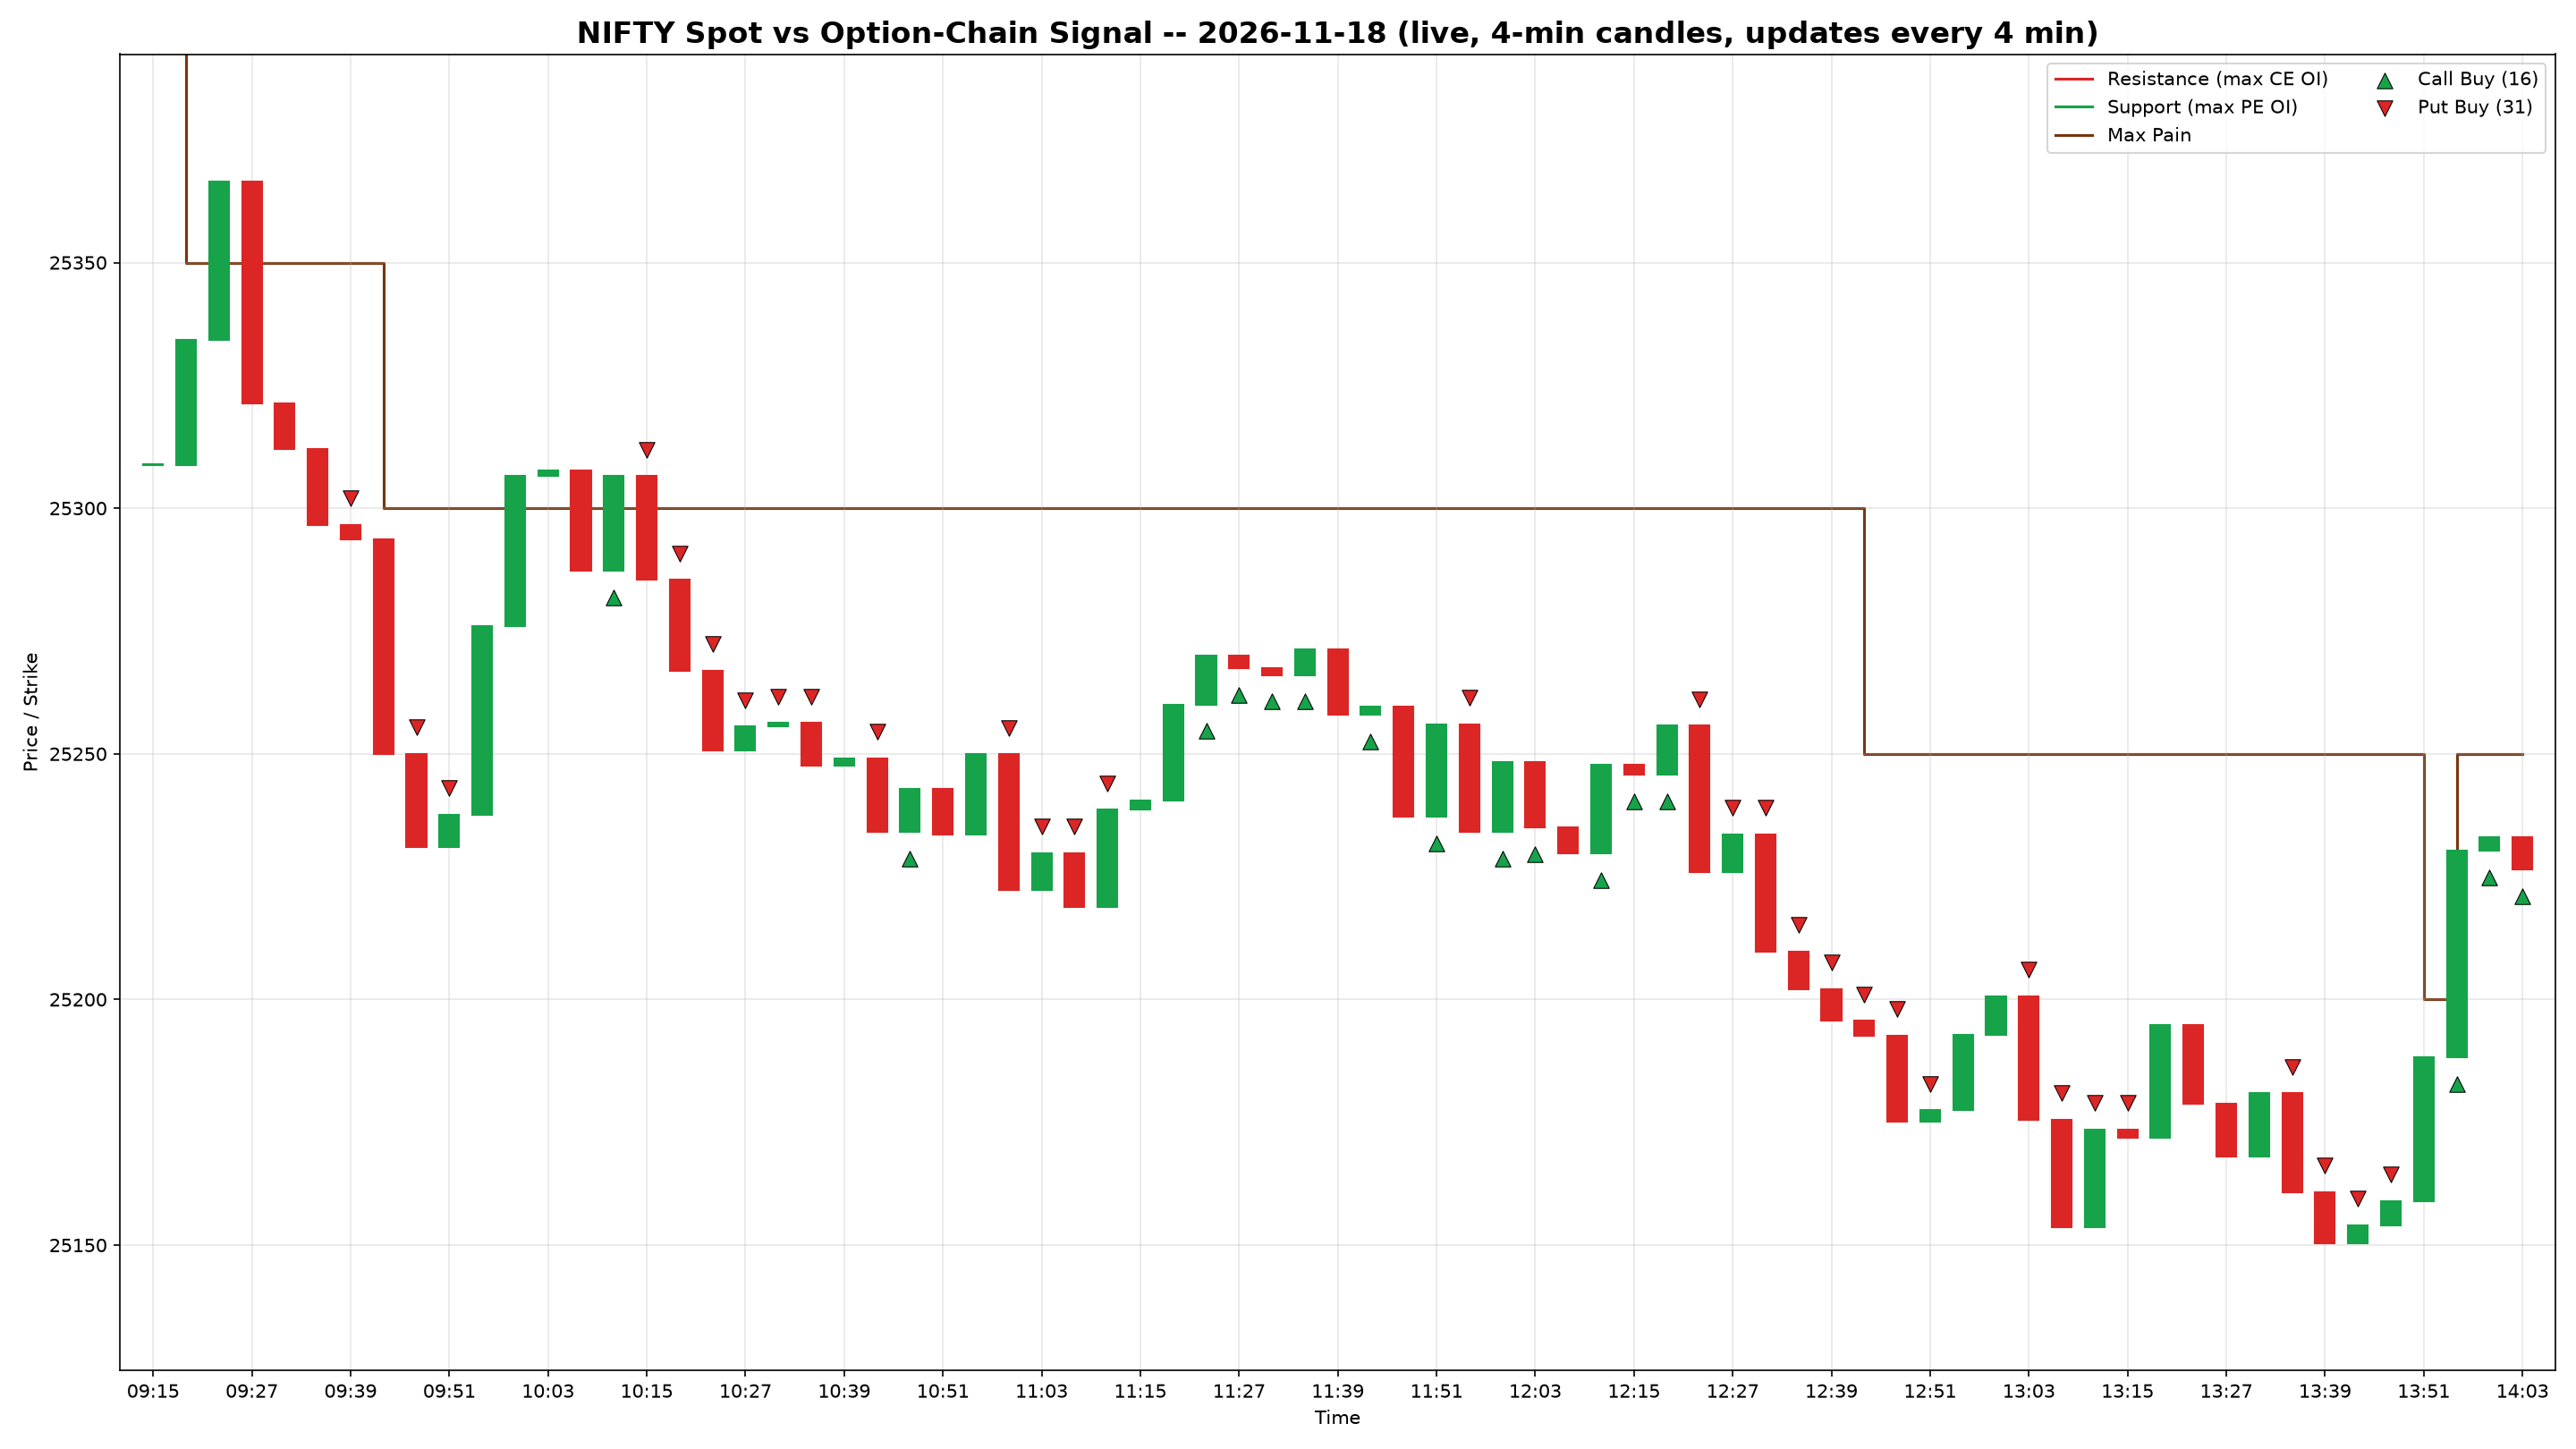 NIFTY Spot vs Option-Chain Signal -- 2026-11-18 (live, 4-min candles, updates every 4 min)
Resistance (max CE OI)
Support (max PE OI)
Max Pain
Call Buy (16)
Put Buy (31)
Price / Strike
25350
25300
25250
25200
25150
09:15 09:27 09:39 09:51 10:03 10:15 10:27 10:39 10:51 11:03 11:15 11:27 11:39 11:51 12:03 12:15 12:27 12:39 12:51 13:03 13:15 13:27 13:39 13:51 14:03
Time